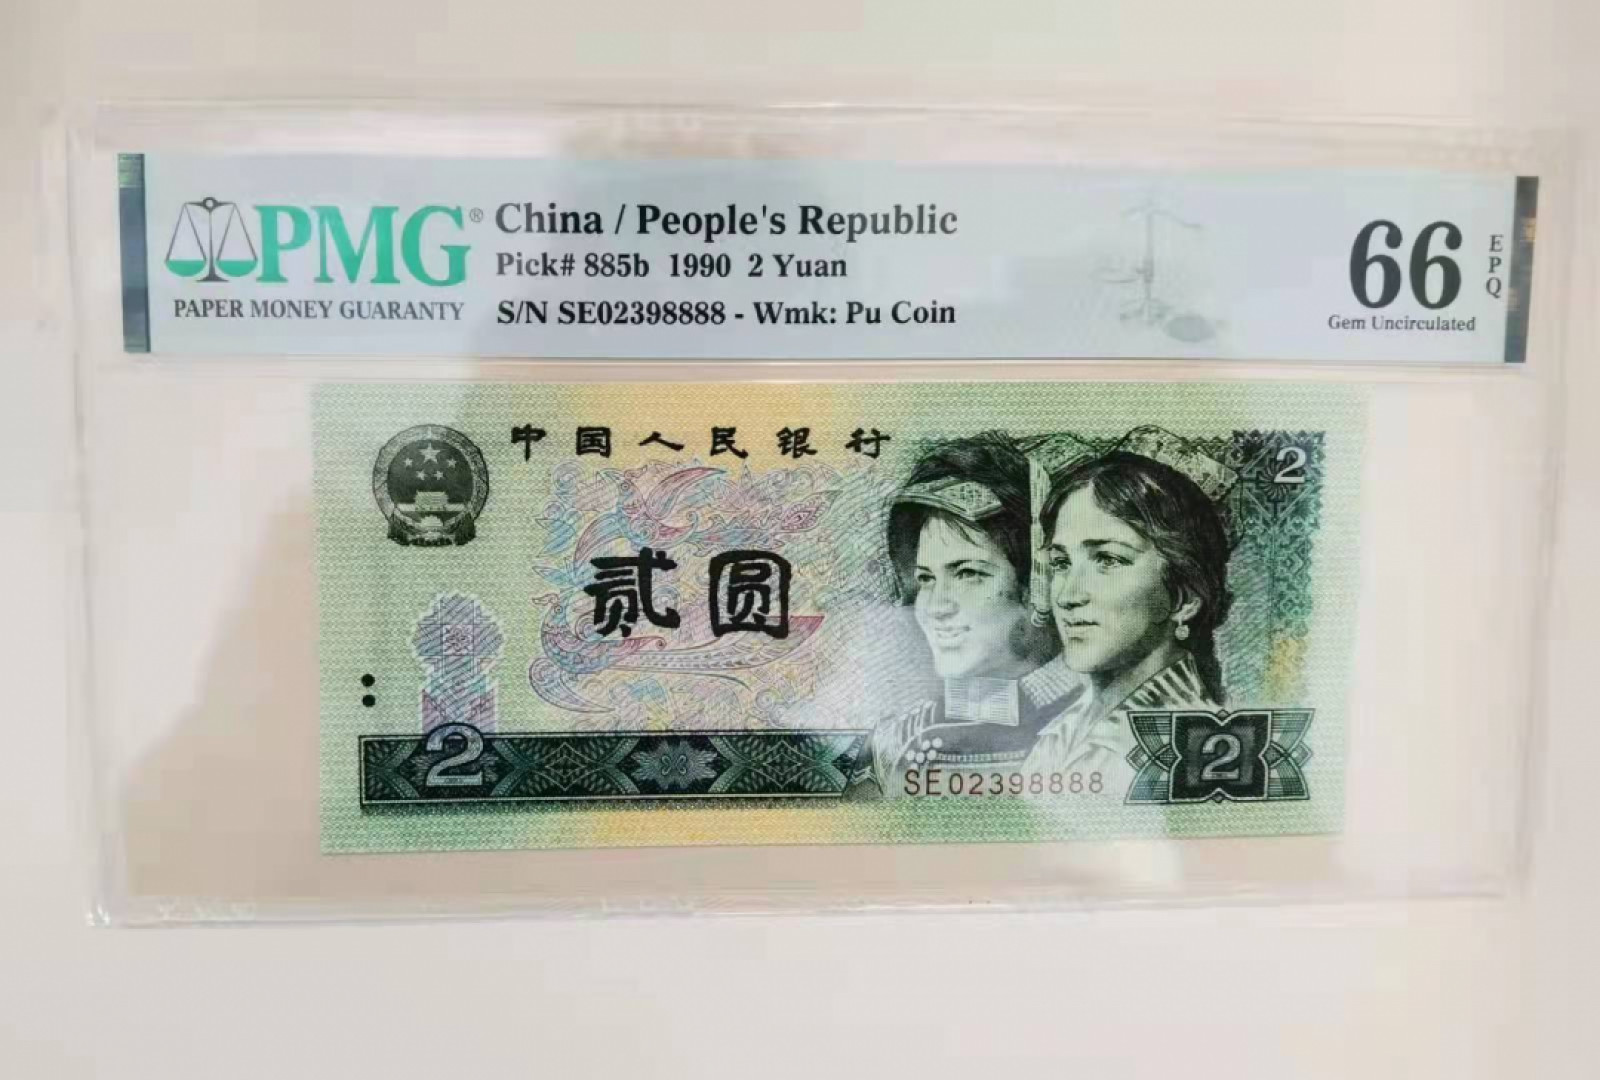 PMG®
PAPER MONEY GUARANTY
China / People's Republic
Pick# 885b 1990 2 Yuan
S/N SE02398888 - Wmk: Pu Coin
66
EPQ
Gem Uncirculated
中国人民银行
2
贰圆
2
2
SE02398888